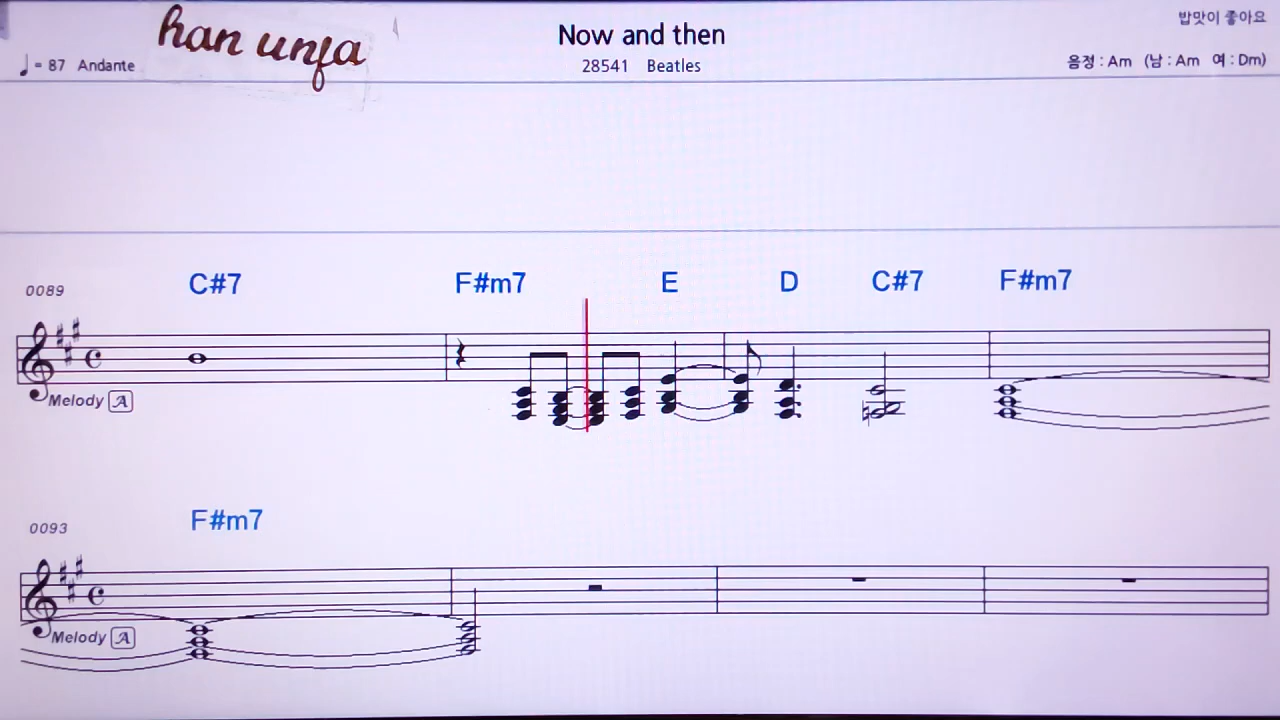 han unfa
Now and then
밥맛이 좋아요
♩= 87 Andante
28541 Beatles
음정 : Am (남 : Am 여 : Dm)
0089
C#7 F#m7 E D C#7 F#m7
Melody A
0093
F#m7
Melody A